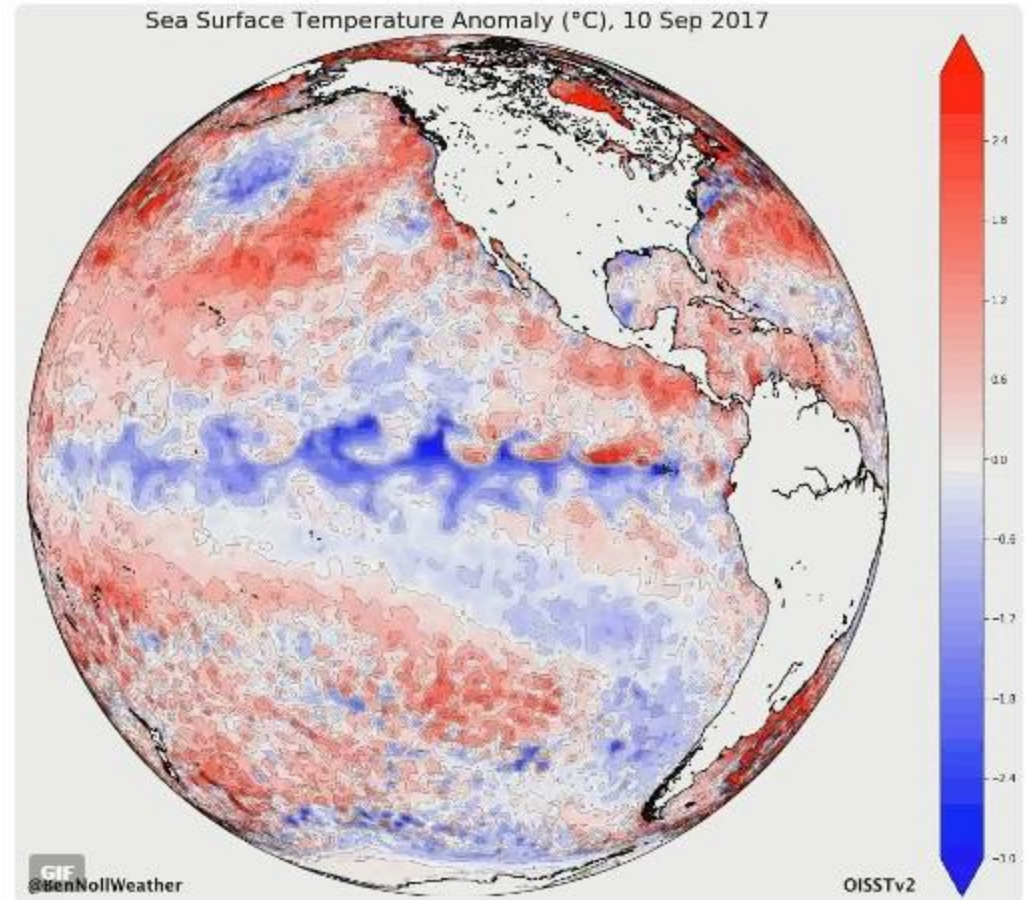 Sea Surface Temperature Anomaly (°C), 10 Sep 2017
2.4
1.8
1.2
0.6
0.0
-0.6
-1.2
-1.8
-2.4
-3.0
GIF
@BenNollWeather
OISSTv2